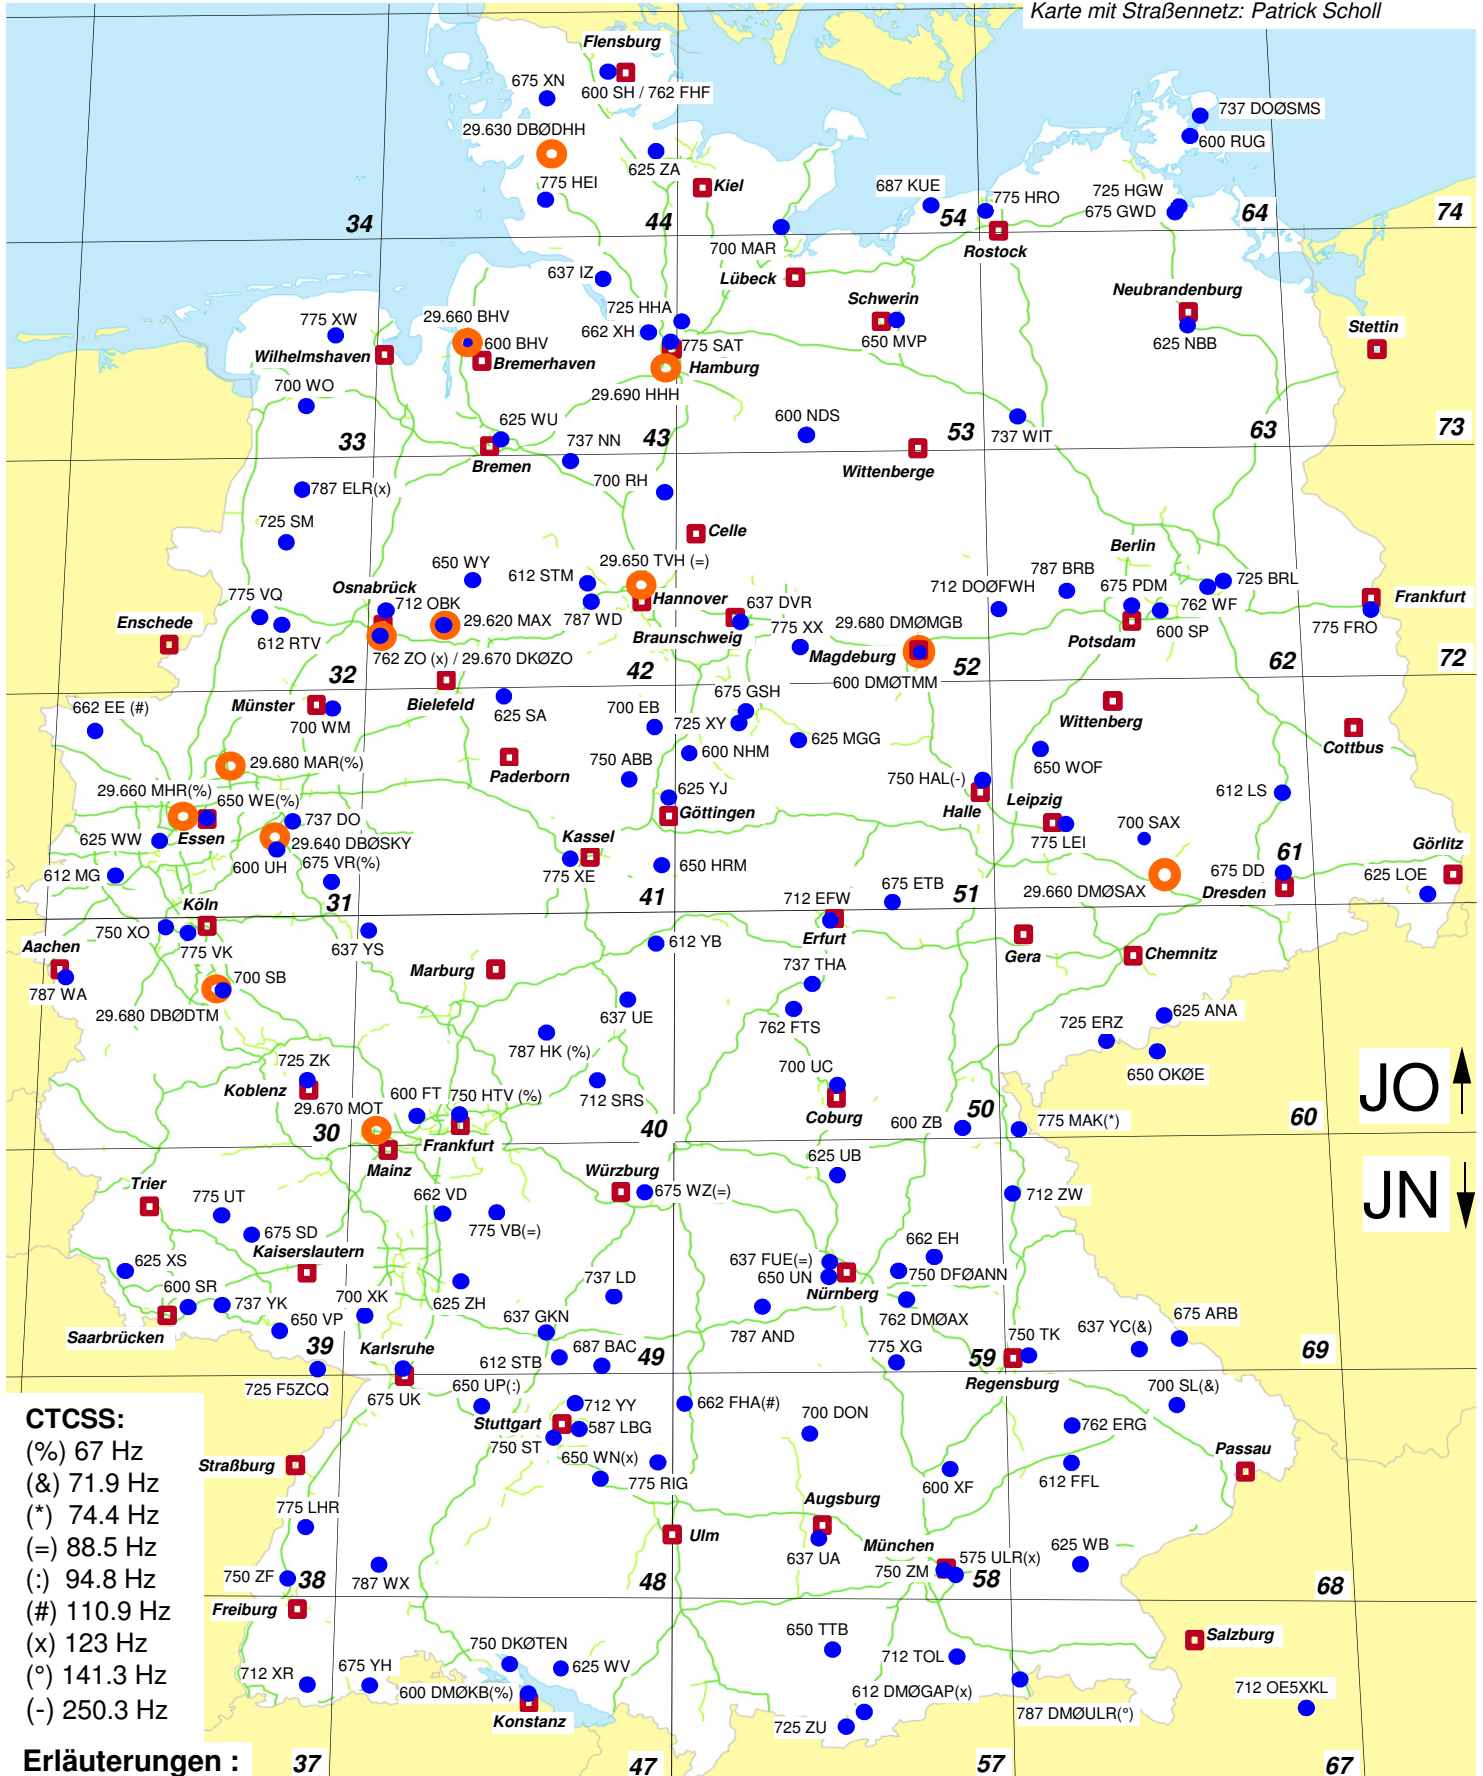 Karte mit Straßennetz: Patrick Scholl
Flensburg
675 XN
600 SH / 762 FHF
737 DOØSMS
29.630 DBØDHH
600 RUG
625 ZA
775 HEI
Kiel
687 KUE
775 HRO
725 HGW
675 GWD
34
44
54
64
74
700 MAR
Rostock
637 IZ
Lübeck
Schwerin
Neubrandenburg
725 HHA
775 XW
29.660 BHV
662 XH
600 BHV
775 SAT
650 MVP
625 NBB
Stettin
Wilhelmshaven
Bremerhaven
Hamburg
700 WO
29.690 HHH
625 WU
600 NDS
737 NN
737 WIT
33
43
53
63
73
Bremen
Wittenberge
787 ELR(x)
700 RH
725 SM
Celle
Berlin
650 WY
612 STM
29.650 TVH (=)
787 BRB
Osnabrück
712 DOØFWH
675 PDM
725 BRL
775 VQ
712 OBK
Hannover
637 DVR
762 WF
Frankfurt
Enschede
29.620 MAX
787 WD
Braunschweig
29.680 DMØMGB
600 SP
775 FRO
612 RTV
775 XX
Potsdam
762 ZO (x) / 29.670 DKØZO
Magdeburg
32
42
52
62
72
600 DMØTMM
662 EE (#)
Münster
Bielefeld
675 GSH
700 WM
625 SA
700 EB
725 XY
Wittenberg
625 MGG
Cottbus
600 NHM
650 WOF
29.680 MAR(%)
Paderborn
750 ABB
750 HAL(-)
29.660 MHR(%)
650 WE(%)
625 YJ
Leipzig
612 LS
Göttingen
Halle
737 DO
Essen
625 WW
29.640 DBØSKY
Kassel
700 SAX
775 LEI
Görlitz
600 UH
675 VR(%)
61
612 MG
775 XE
650 HRM
675 DD
625 LOE
675 ETB
29.660 DMØSAX
Dresden
31
41
51
Köln
712 EFW
750 XO
Erfurt
775 VK
637 YS
612 YB
Gera
Aachen
Marburg
Chemnitz
737 THA
787 WA
700 SB
637 UE
29.680 DBØDTM
762 FTS
625 ANA
725 ERZ
787 HK (%)
650 OKØE
725 ZK
700 UC
JO
Koblenz
712 SRS
29.670 MOT
600 FT
750 HTV (%)
Coburg
30
40
50
60
600 ZB
775 MAK(*)
Frankfurt
Mainz
625 UB
Würzburg
Trier
675 WZ(=)
712 ZW
JN
775 UT
662 VD
775 VB(=)
675 SD
662 EH
Kaiserslautern
637 FUE(=)
625 XS
650 UN
750 DFØANN
737 LD
600 SR
Nürnberg
737 YK
700 XK
625 ZH
762 DMØAX
650 VP
637 GKN
787 AND
675 ARB
Saarbrücken
637 YC(&)
750 TK
39
Karlsruhe
687 BAC
49
775 XG
59
69
612 STB
725 F5ZCQ
Regensburg
700 SL(&)
650 UP(:)
675 UK
712 YY
662 FHA(#)
CTCSS:
Stuttgart
587 LBG
700 DON
762 ERG
750 ST
(%) 67 Hz
Passau
650 WN(x)
Straßburg
(&) 71.9 Hz
775 RIG
600 XF
612 FFL
775 LHR
Augsburg
(*) 74.4 Hz
Ulm
München
(=) 88.5 Hz
637 UA
575 ULR(x)
625 WB
750 ZM
(:) 94.8 Hz
750 ZF
38
787 WX
48
58
68
(#) 110.9 Hz
Freiburg
(x) 123 Hz
650 TTB
Salzburg
750 DKØTEN
712 TOL
(°) 141.3 Hz
712 XR
675 YH
625 WV
600 DMØKB(%)
612 DMØGAP(x)
712 OE5XKL
(-) 250.3 Hz
Konstanz
725 ZU
787 DMØULR(°)
Erläuterungen :
37
47
57
67